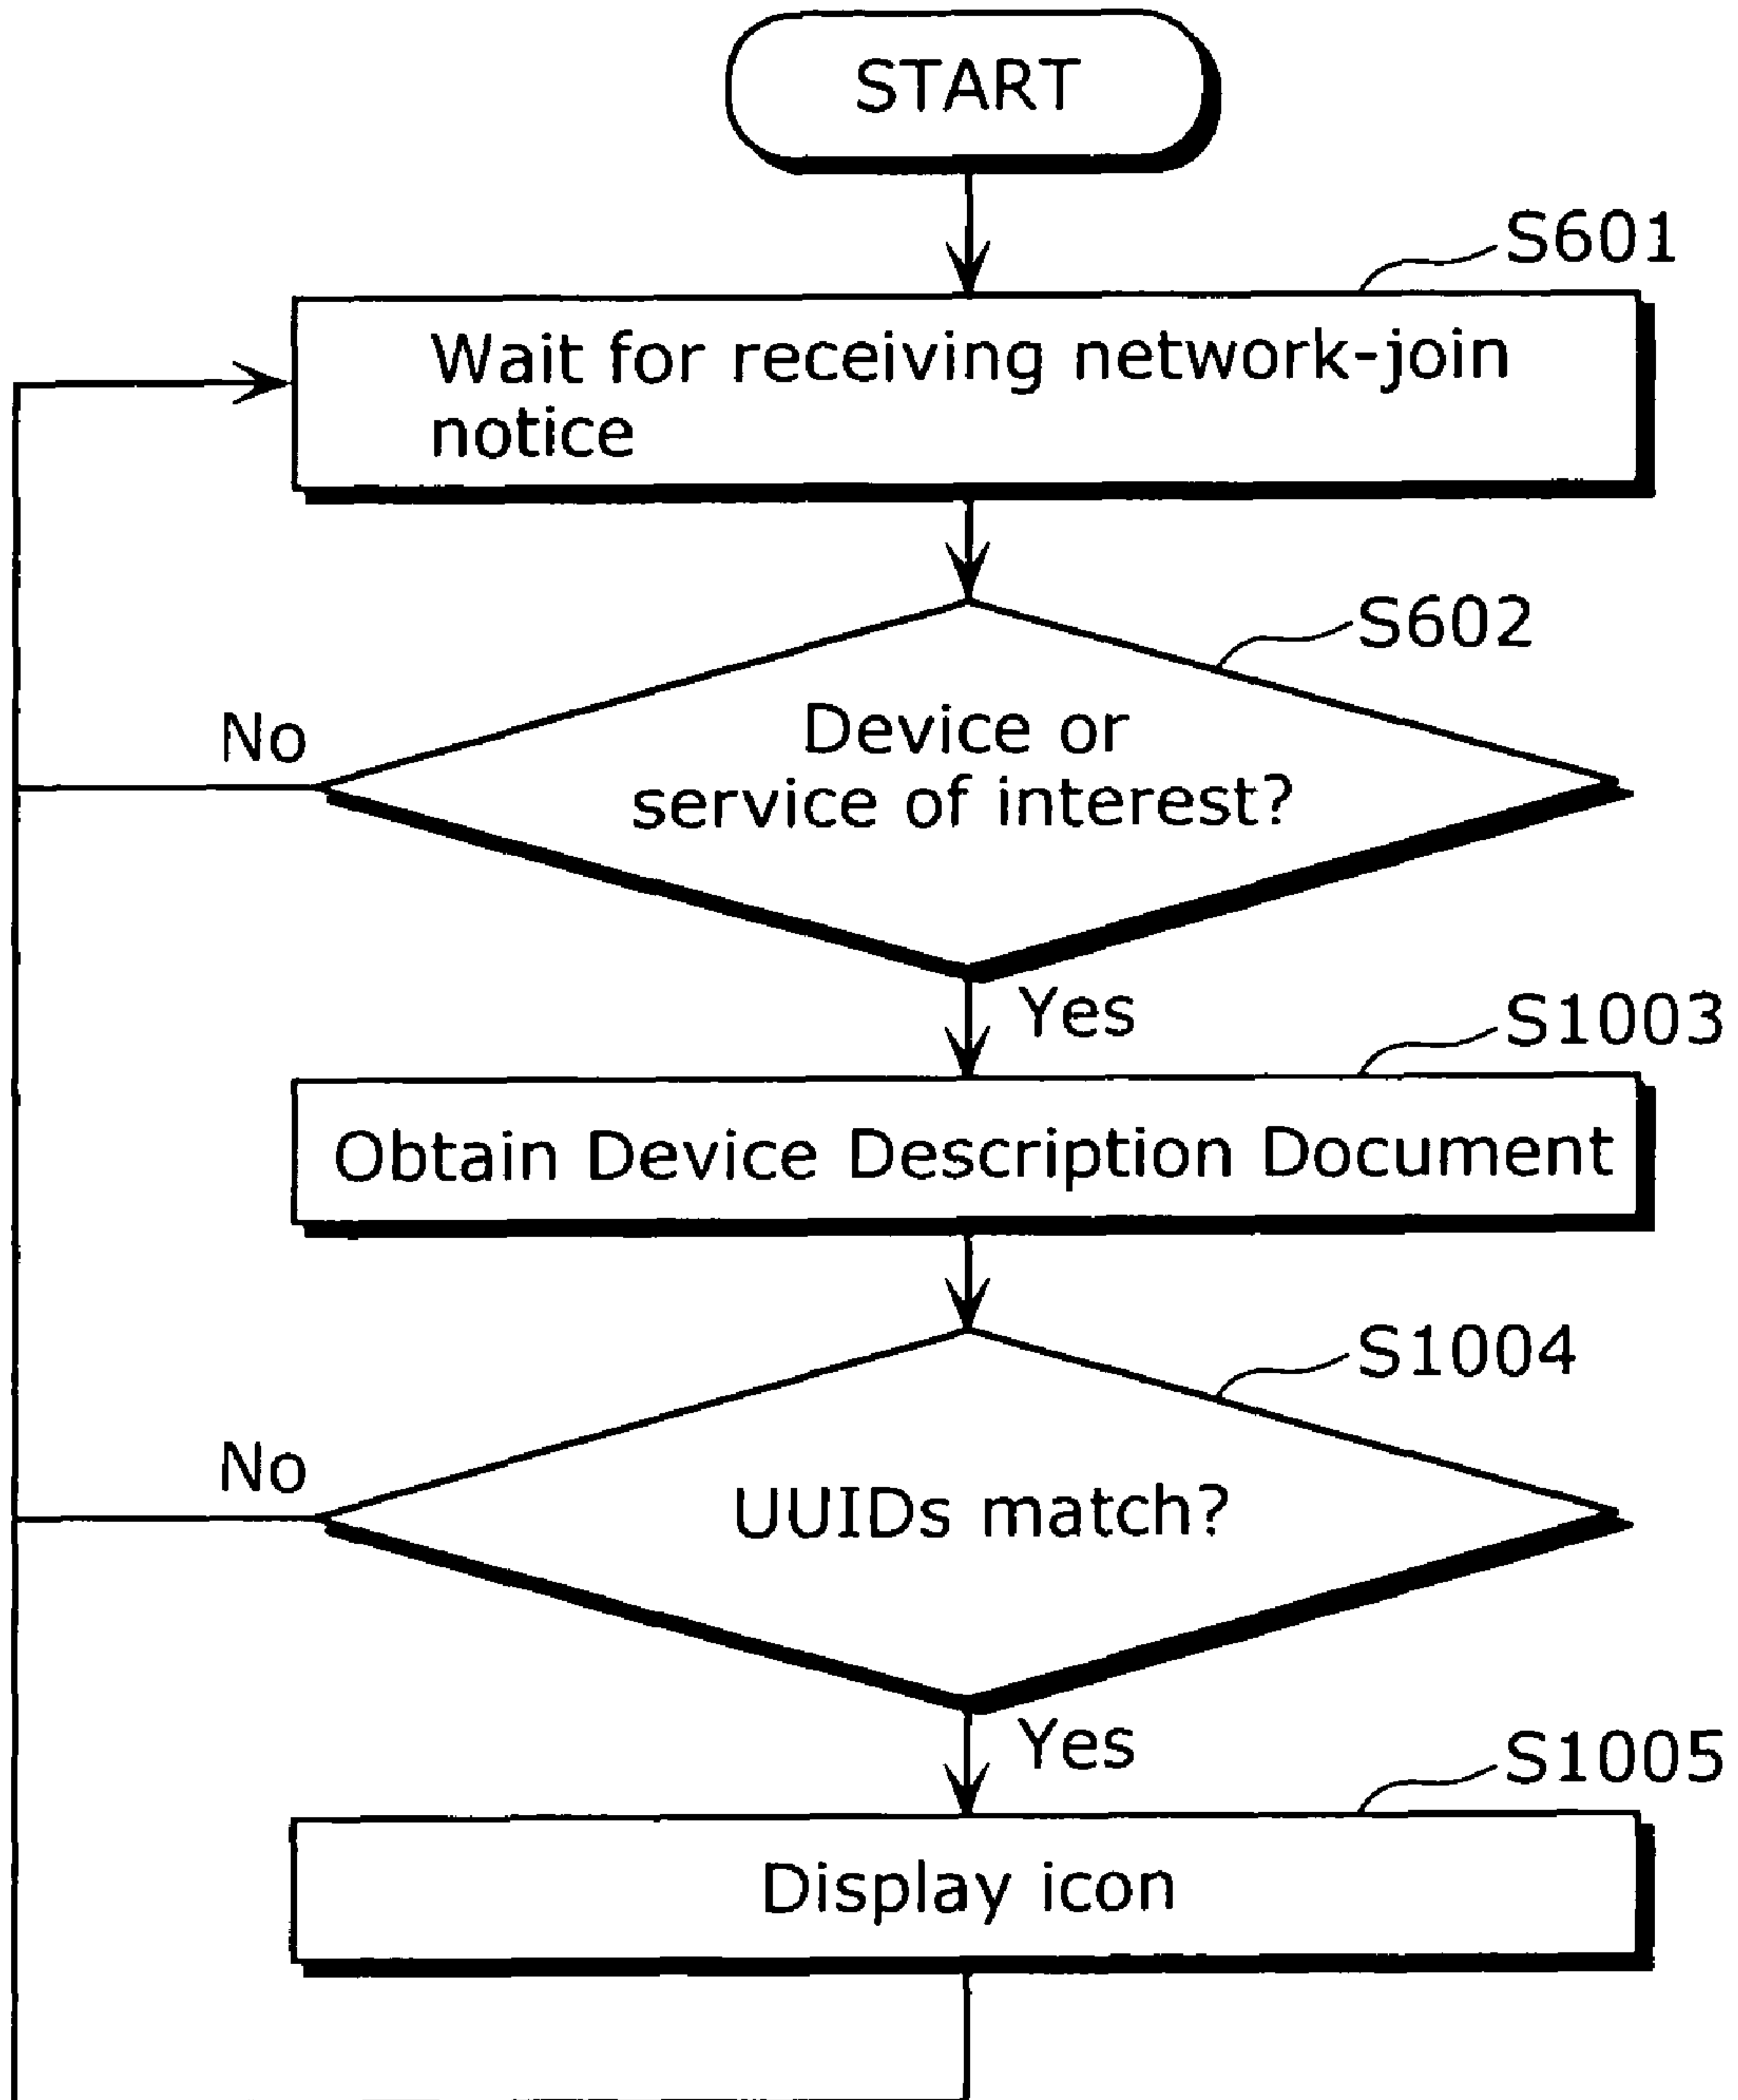 START
S601
Wait for receiving network-join
notice
S602
No
Device or
service of interest?
Yes
S1003
Obtain Device Description Document
S1004
No
UUIDs match?
Yes
S1005
Display icon